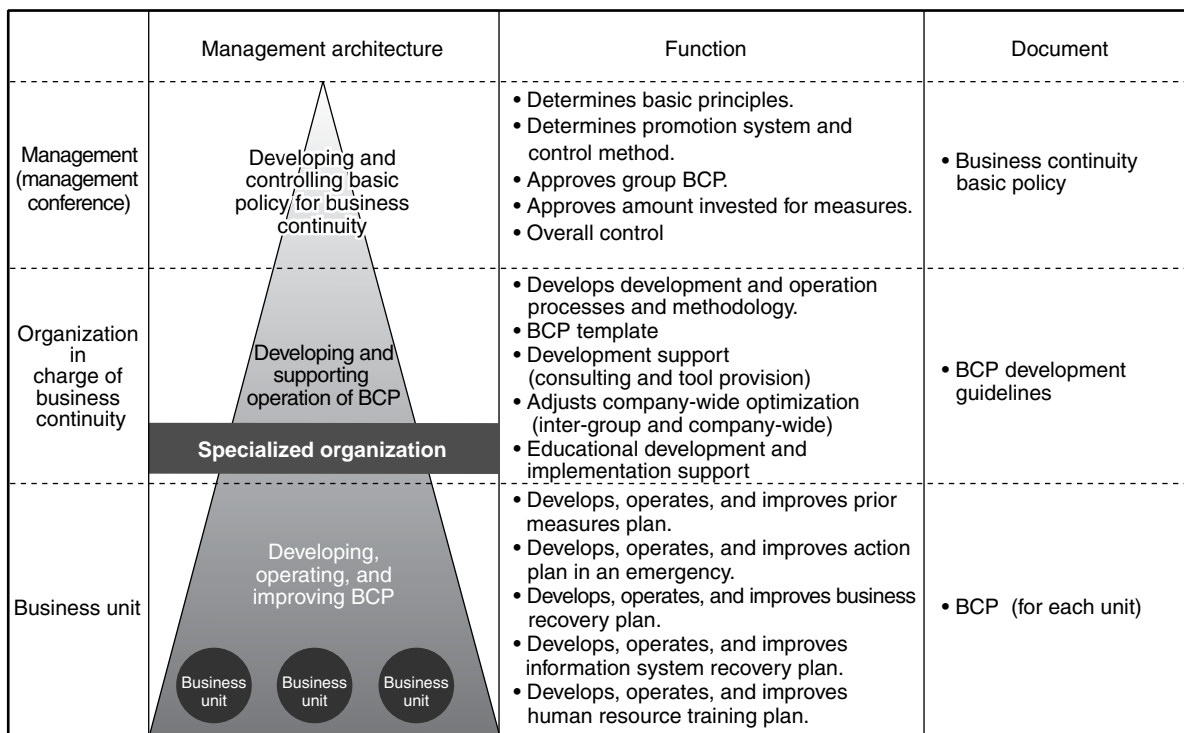 Management architecture
Function
Document
Management
(management
conference)
Developing and
controlling basic
policy for business
continuity
• Determines basic principles.
• Determines promotion system and
control method.
• Approves group BCP.
• Approves amount invested for measures.
• Overall control
• Business continuity
basic policy
Organization
in
charge of
business
continuity
Developing and
supporting
operation of BCP
Specialized organization
• Develops development and operation
processes and methodology.
• BCP template
• Development support
(consulting and tool provision)
• Adjusts company-wide optimization
(inter-group and company-wide)
• Educational development and
implementation support
• BCP development
guidelines
Business unit
Developing,
operating, and
improving BCP
Business
unit
Business
unit
Business
unit
• Develops, operates, and improves prior
measures plan.
• Develops, operates, and improves action
plan in an emergency.
• Develops, operates, and improves business
recovery plan.
• Develops, operates, and improves
information system recovery plan.
• Develops, operates, and improves
human resource training plan.
• BCP (for each unit)